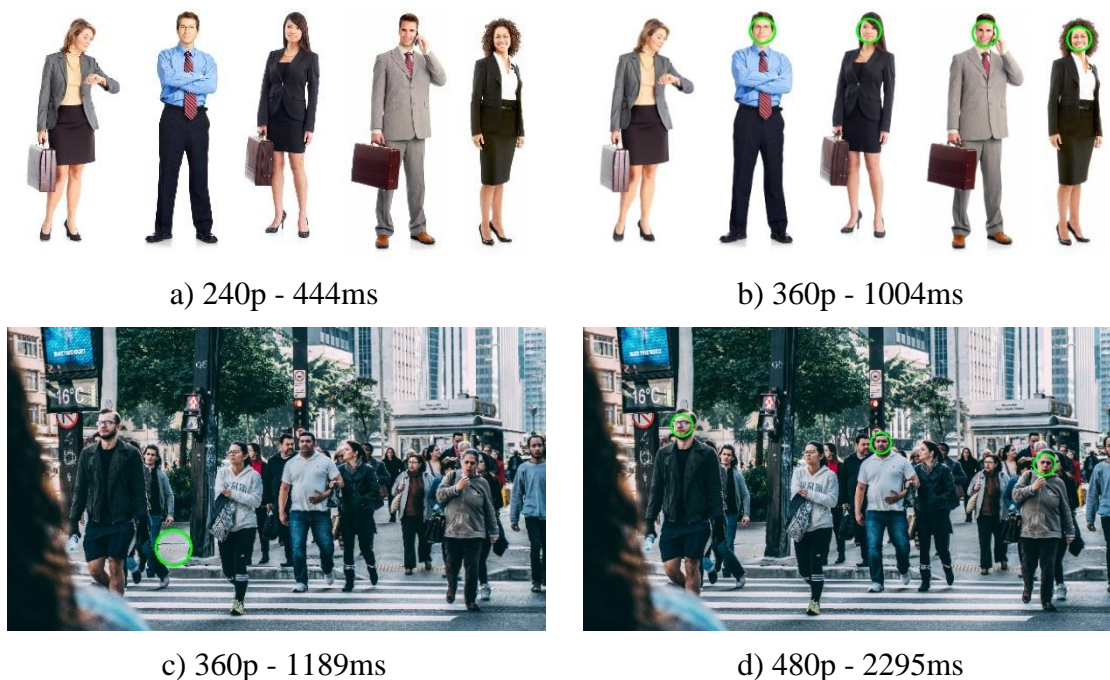 a) 240p - 444ms
b) 360p - 1004ms
16°C
16°C
c) 360p - 1189ms
d) 480p - 2295ms